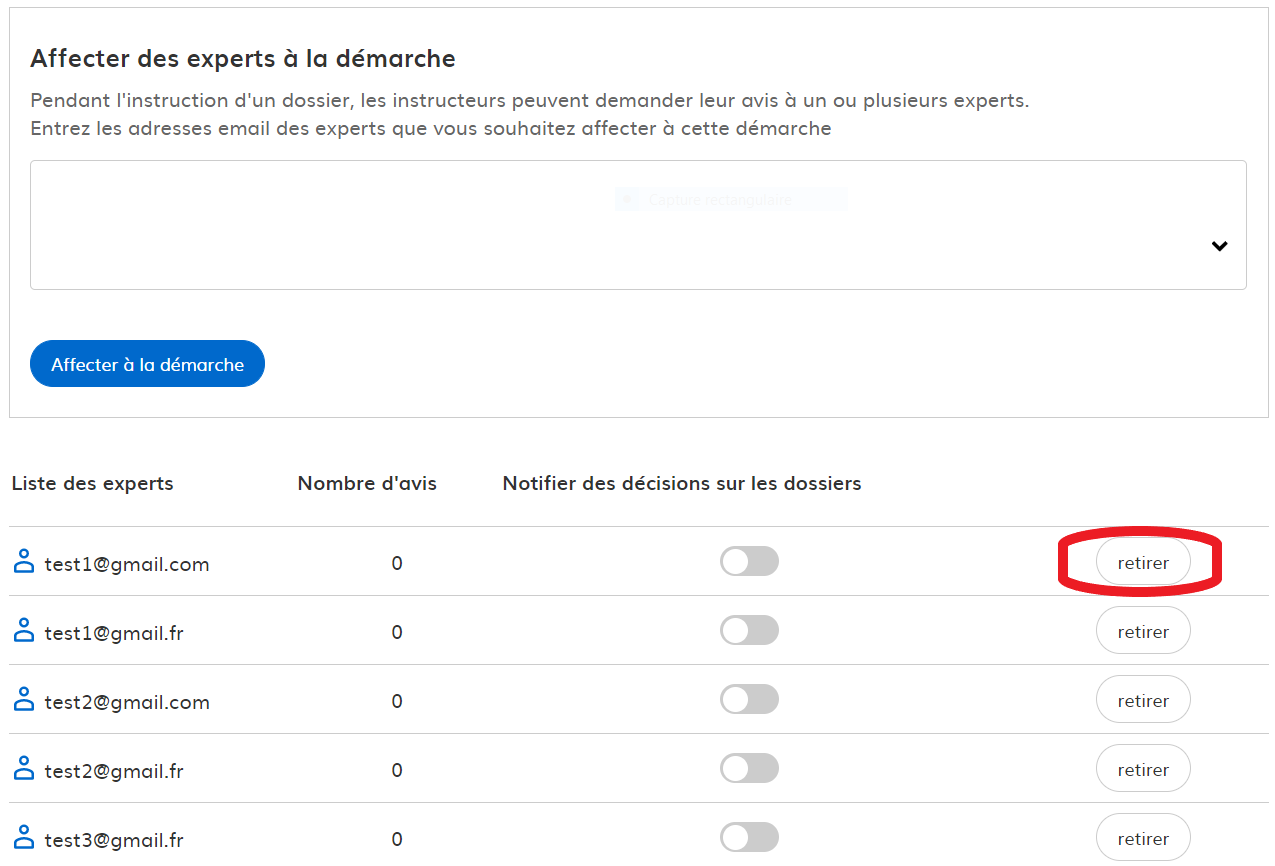 Affecter des experts à la démarche
Pendant l'instruction d'un dossier, les instructeurs peuvent demander leur avis à un ou plusieurs experts.
Entrez les adresses email des experts que vous souhaitez affecter à cette démarche
Capture rectangulaire
Affecter à la démarche
Liste des experts Nombre d'avis Notifier des décisions sur les dossiers
test1@gmail.com 0 retirer
test1@gmail.fr 0 retirer
test2@gmail.com 0 retirer
test2@gmail.fr 0 retirer
test3@gmail.fr 0 retirer